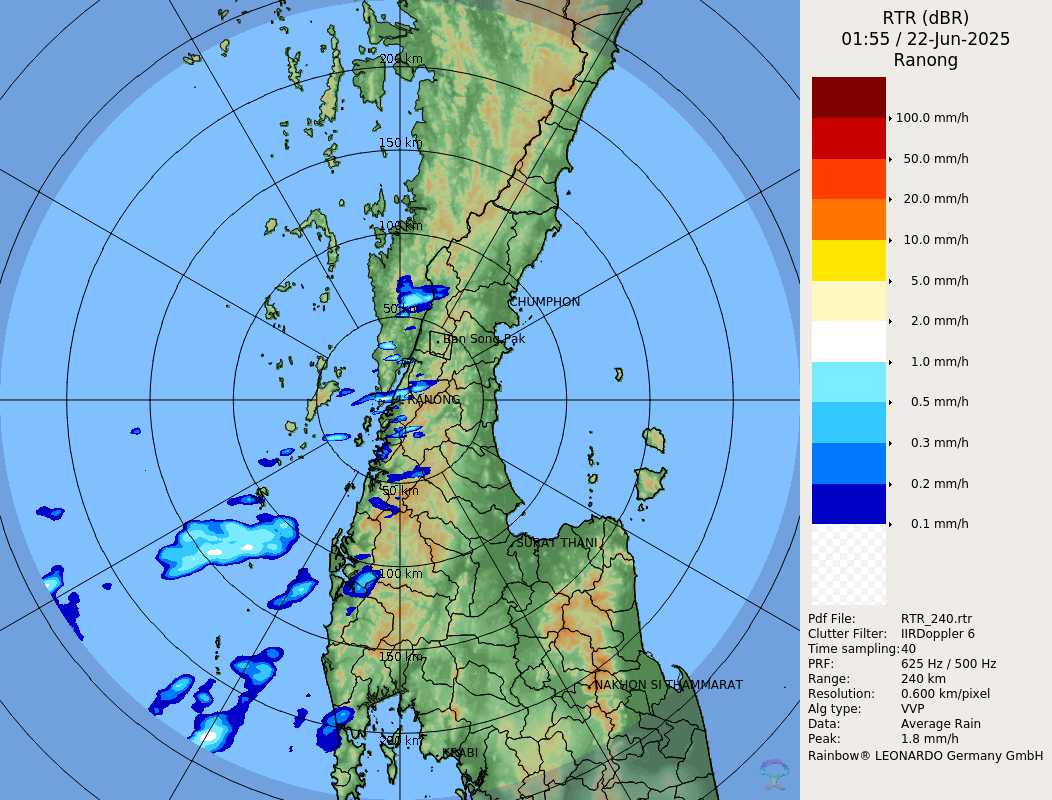 RTR (dBR)
01:55 / 22-Jun-2025
Ranong
100.0 mm/h
50.0 mm/h
20.0 mm/h
10.0 mm/h
5.0 mm/h
2.0 mm/h
1.0 mm/h
0.5 mm/h
0.3 mm/h
0.2 mm/h
0.1 mm/h
Pdf File: RTR_240.rtr
Clutter Filter: IIRDoppler 6
Time sampling:40
PRF: 625 Hz / 500 Hz
Range: 240 km
Resolution: 0.600 km/pixel
Alg type: VVP
Data: Average Rain
Peak: 1.8 mm/h
Rainbow® LEONARDO Germany GmbH
200 km
150 km
100 km
50 km
CHUMPHON
Ban Song Pak
RANONG
50 km
SURAT THANI
100 km
150 km
NAKHON SI THAMMARAT
200 km
KRABI